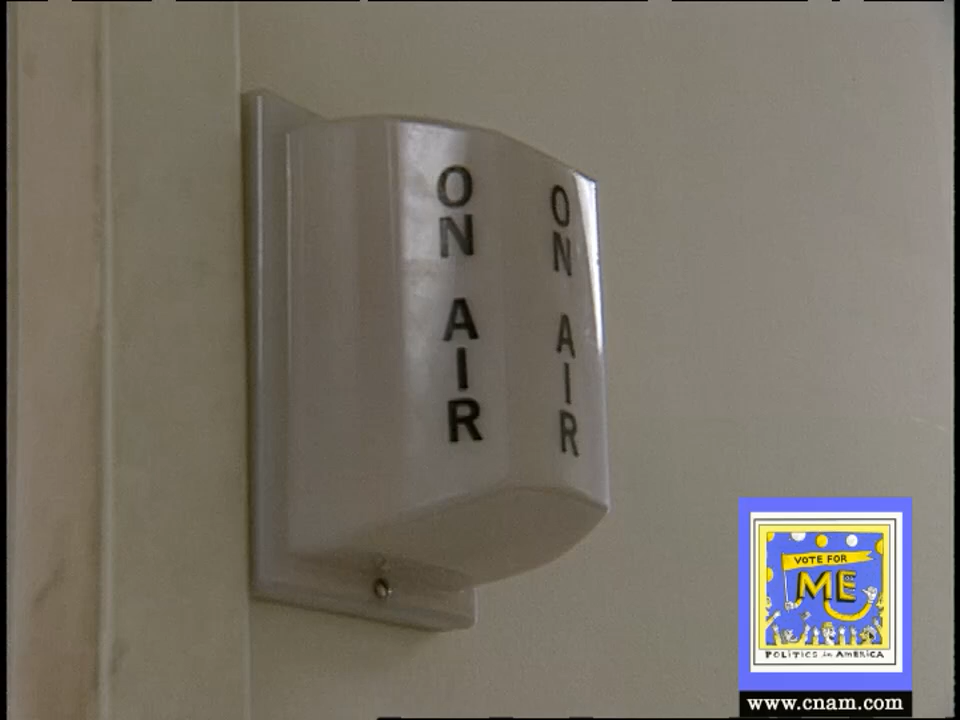 ON AIR
ON AIR
VOTE FOR
ME
POLITICS in AMERICA
www.cnam.com